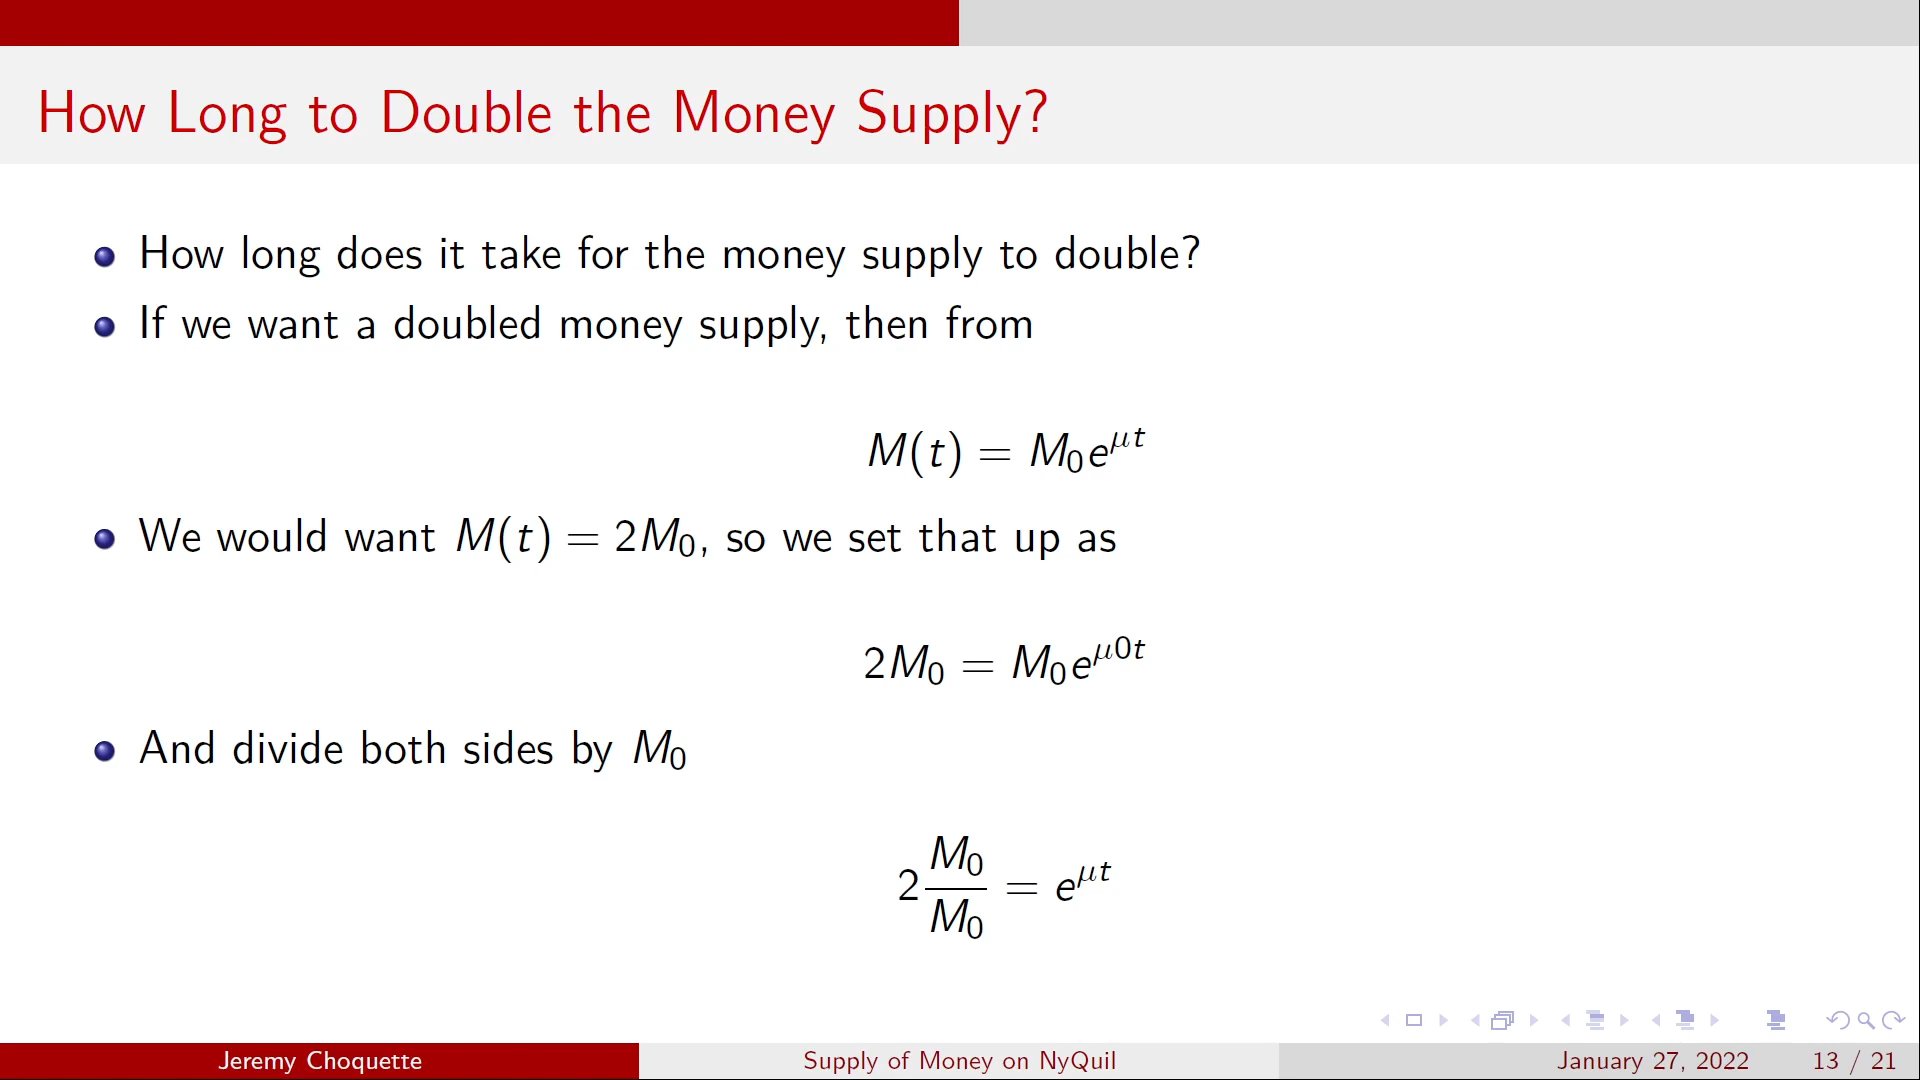 How Long to Double the Money Supply?
How long does it take for the money supply to double?
If we want a doubled money supply, then from
M(t) = M₀e^{μt}
We would want M(t) = 2M₀, so we set that up as
2M₀ = M₀e^{μ0t}
And divide both sides by M₀
2 M₀/M₀ = e^{μt}
Jeremy Choquette Supply of Money on NyQuil January 27, 2022 13 / 21